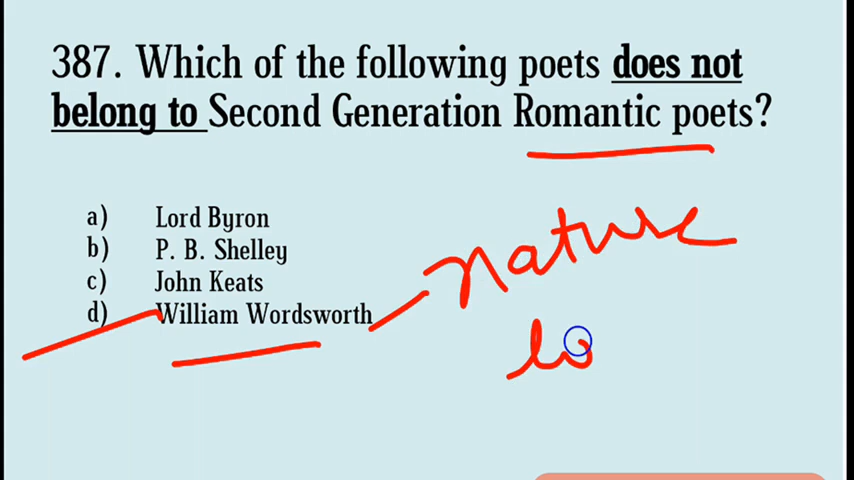 387. Which of the following poets does not
belong to Second Generation Romantic poets?
a) Lord Byron
b) P. B. Shelley
c) John Keats
d) William Wordsworth
nature
lo